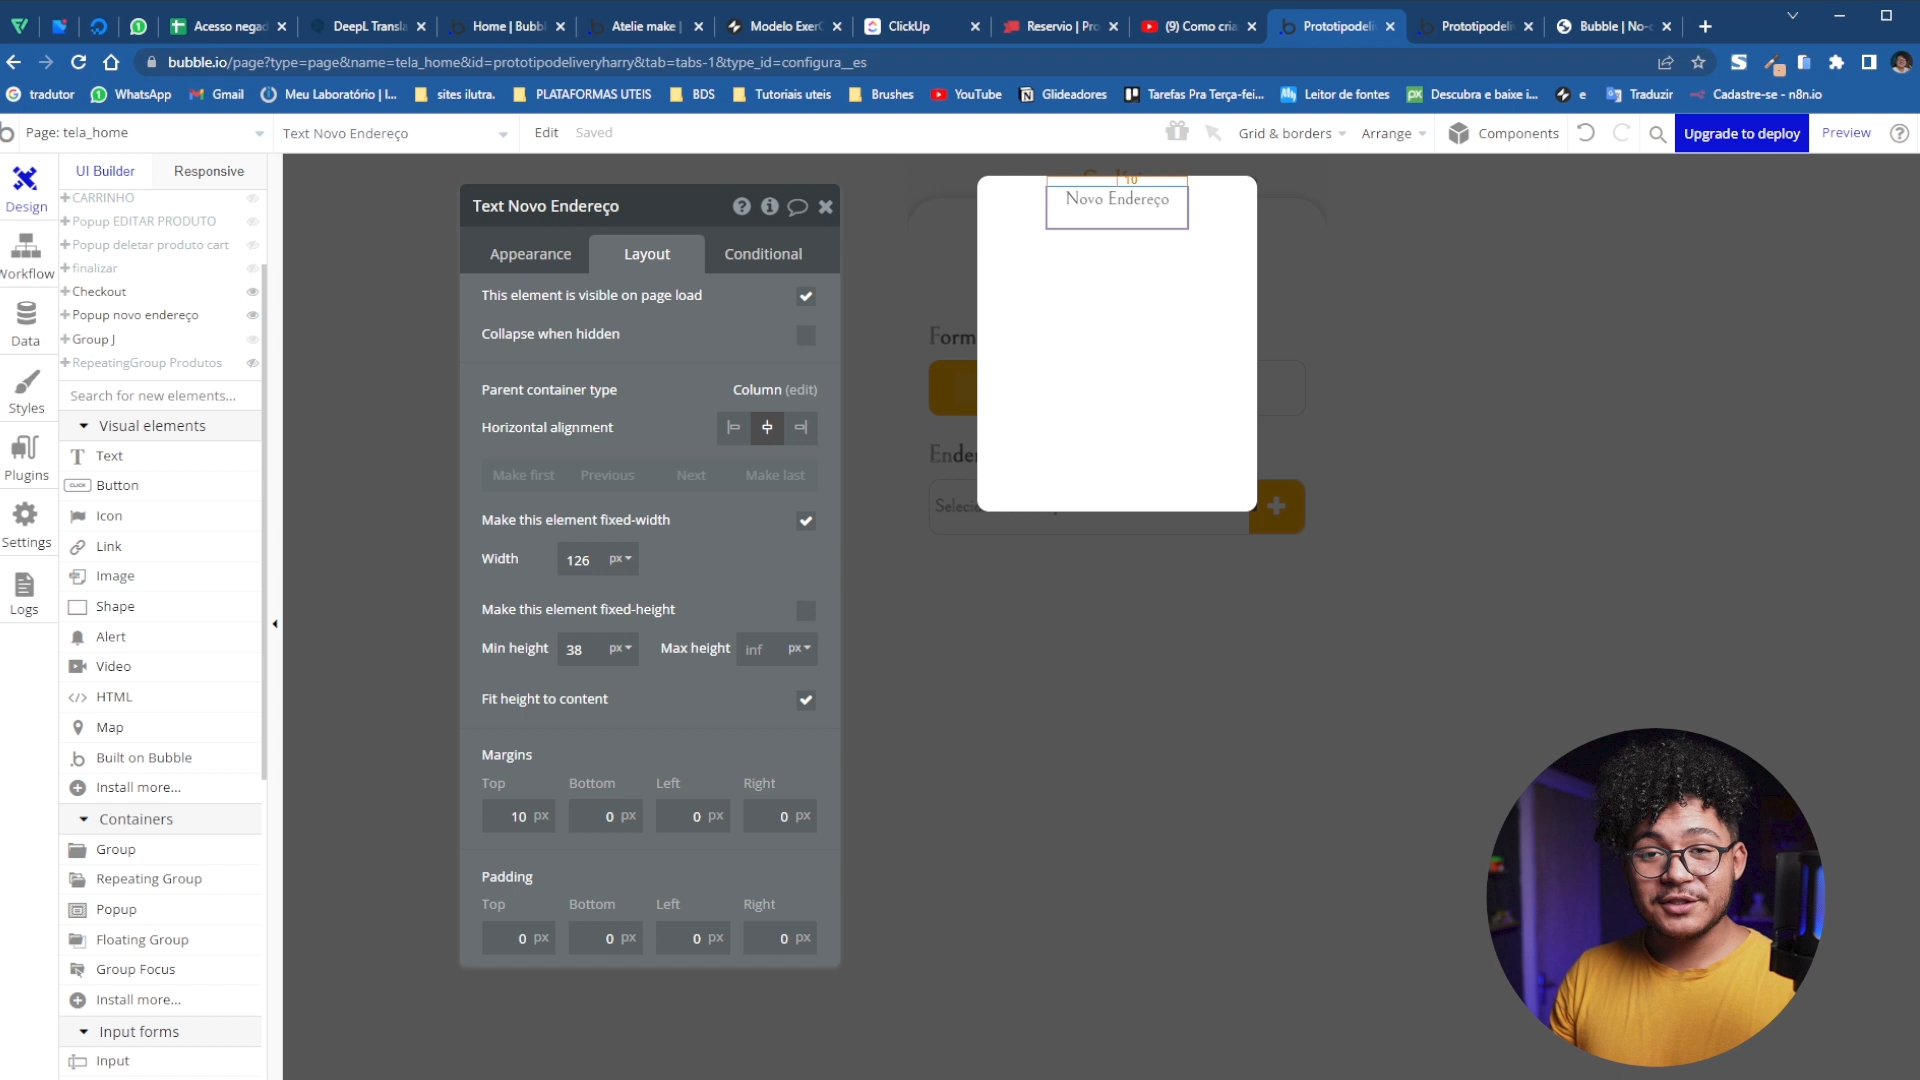 Acesso nega
DeepL Transla
Home | Bubbl
Atelie make |
Modelo Exer
ClickUp
Reservio | Pro
(9) Como cria
Prototipodeliv
Prototipodeliv
Bubble | No-c
bubble.io/page?type=page&name=tela_home&id=prototipodeliveryharry&tab=tabs-1&type_id=configura__es
tradutor
WhatsApp
Gmail
Meu Laboratório | I...
sites ilutra.
PLATAFORMAS UTEIS
BDS
Tutoriais uteis
Brushes
YouTube
Glideadores
Tarefas Pra Terça-fei...
Leitor de fontes
Descubra e baixe i...
e
Traduzir
Cadastre-se - n8n.io
Page: tela_home
Text Novo Endereço
Edit
Saved
Grid & borders
Arrange
Components
Upgrade to deploy
Preview
Design
Workflow
Data
Styles
Plugins
Settings
Logs
UI Builder
Responsive
CARRINHO
Popup EDITAR PRODUTO
Popup deletar produto cart
finalizar
Checkout
Popup novo endereço
Group J
RepeatingGroup Produtos
Search for new elements...
Visual elements
Text
CLICK
Button
Icon
Link
Image
Shape
Alert
Video
HTML
Map
Built on Bubble
Install more...
Containers
Group
Repeating Group
Popup
Floating Group
Group Focus
Install more...
Input forms
Input
Text Novo Endereço
Appearance
Layout
Conditional
This element is visible on page load
Collapse when hidden
Parent container type
Column (edit)
Horizontal alignment
Make first
Previous
Next
Make last
Make this element fixed-width
Width
126 px
Make this element fixed-height
Min height
38 px
Max height
inf px
Fit height to content
Margins
Top
Bottom
Left
Right
10 px
0 px
0 px
0 px
Padding
Top
Bottom
Left
Right
0 px
0 px
0 px
0 px
10
Novo Endereço
Form
Ender
Selecio